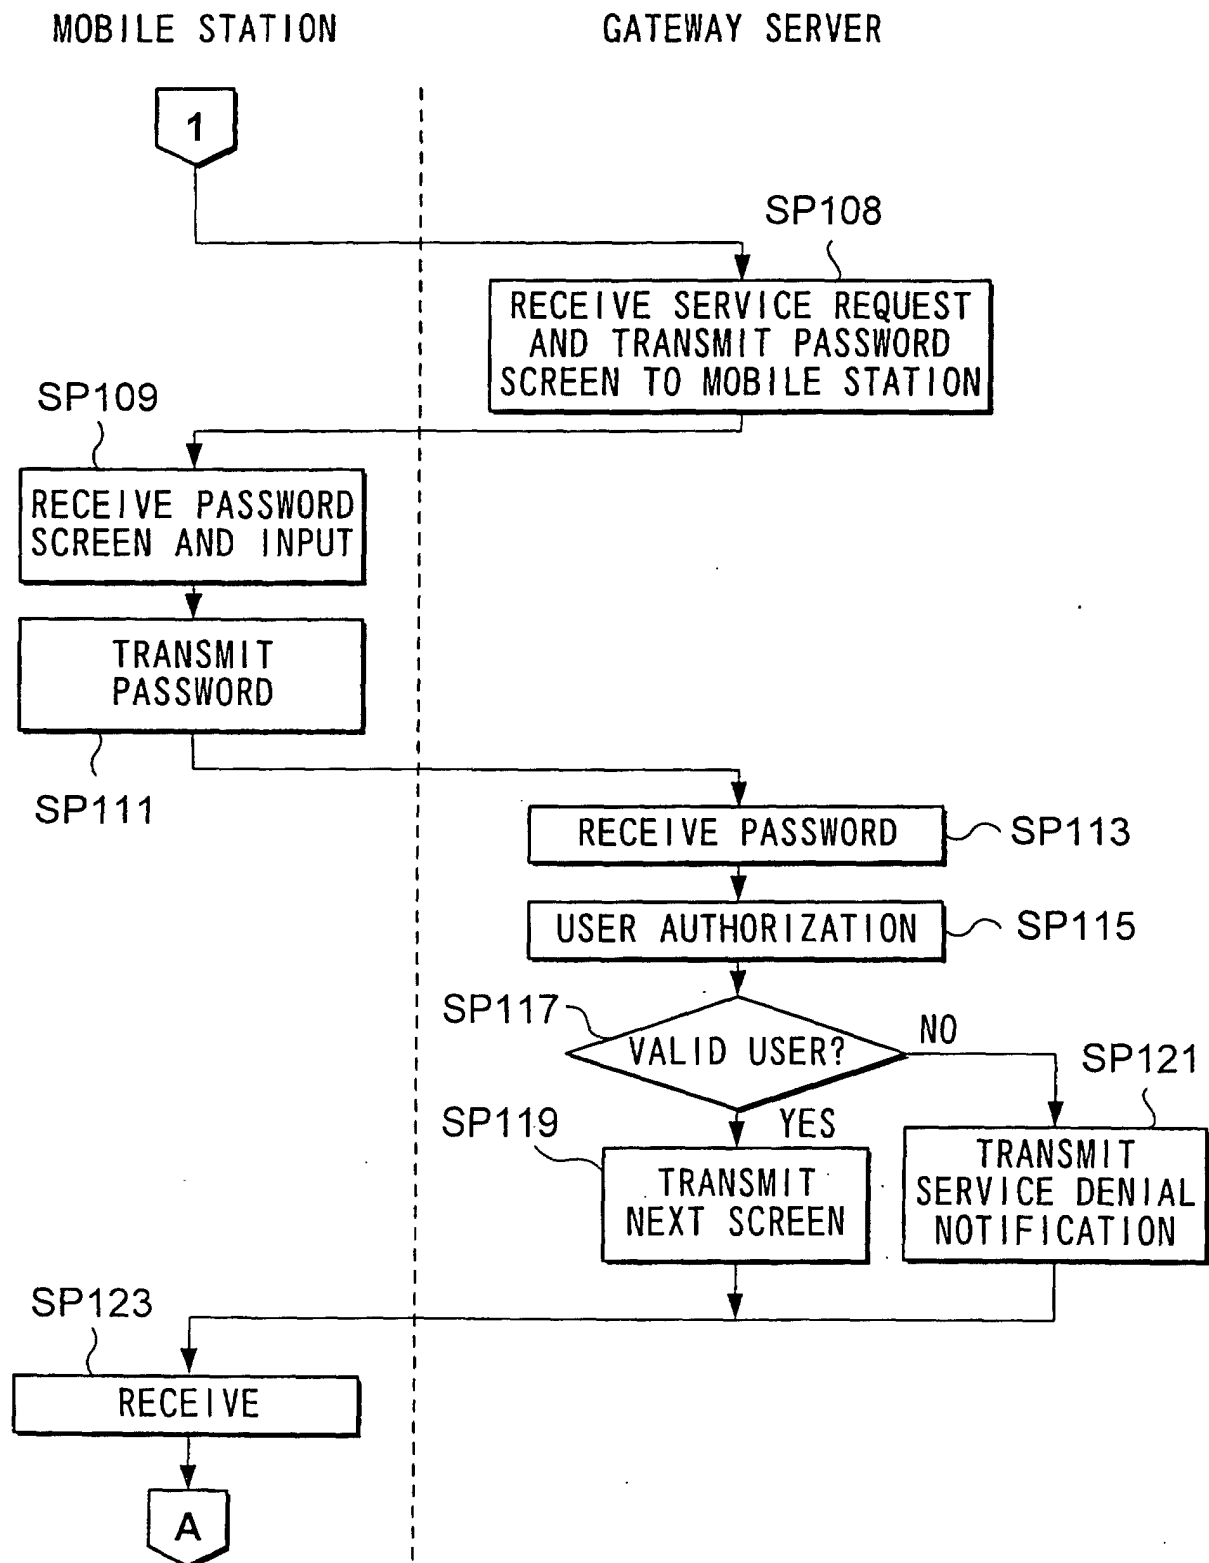 MOBILE STATION
GATEWAY SERVER
1
SP108
RECEIVE SERVICE REQUEST
AND TRANSMIT PASSWORD
SCREEN TO MOBILE STATION
SP109
RECEIVE PASSWORD
SCREEN AND INPUT
TRANSMIT
PASSWORD
SP111
RECEIVE PASSWORD
SP113
USER AUTHORIZATION
SP115
SP117
VALID USER?
NO
SP121
SP119
YES
TRANSMIT
NEXT SCREEN
TRANSMIT
SERVICE DENIAL
NOTIFICATION
SP123
RECEIVE
A